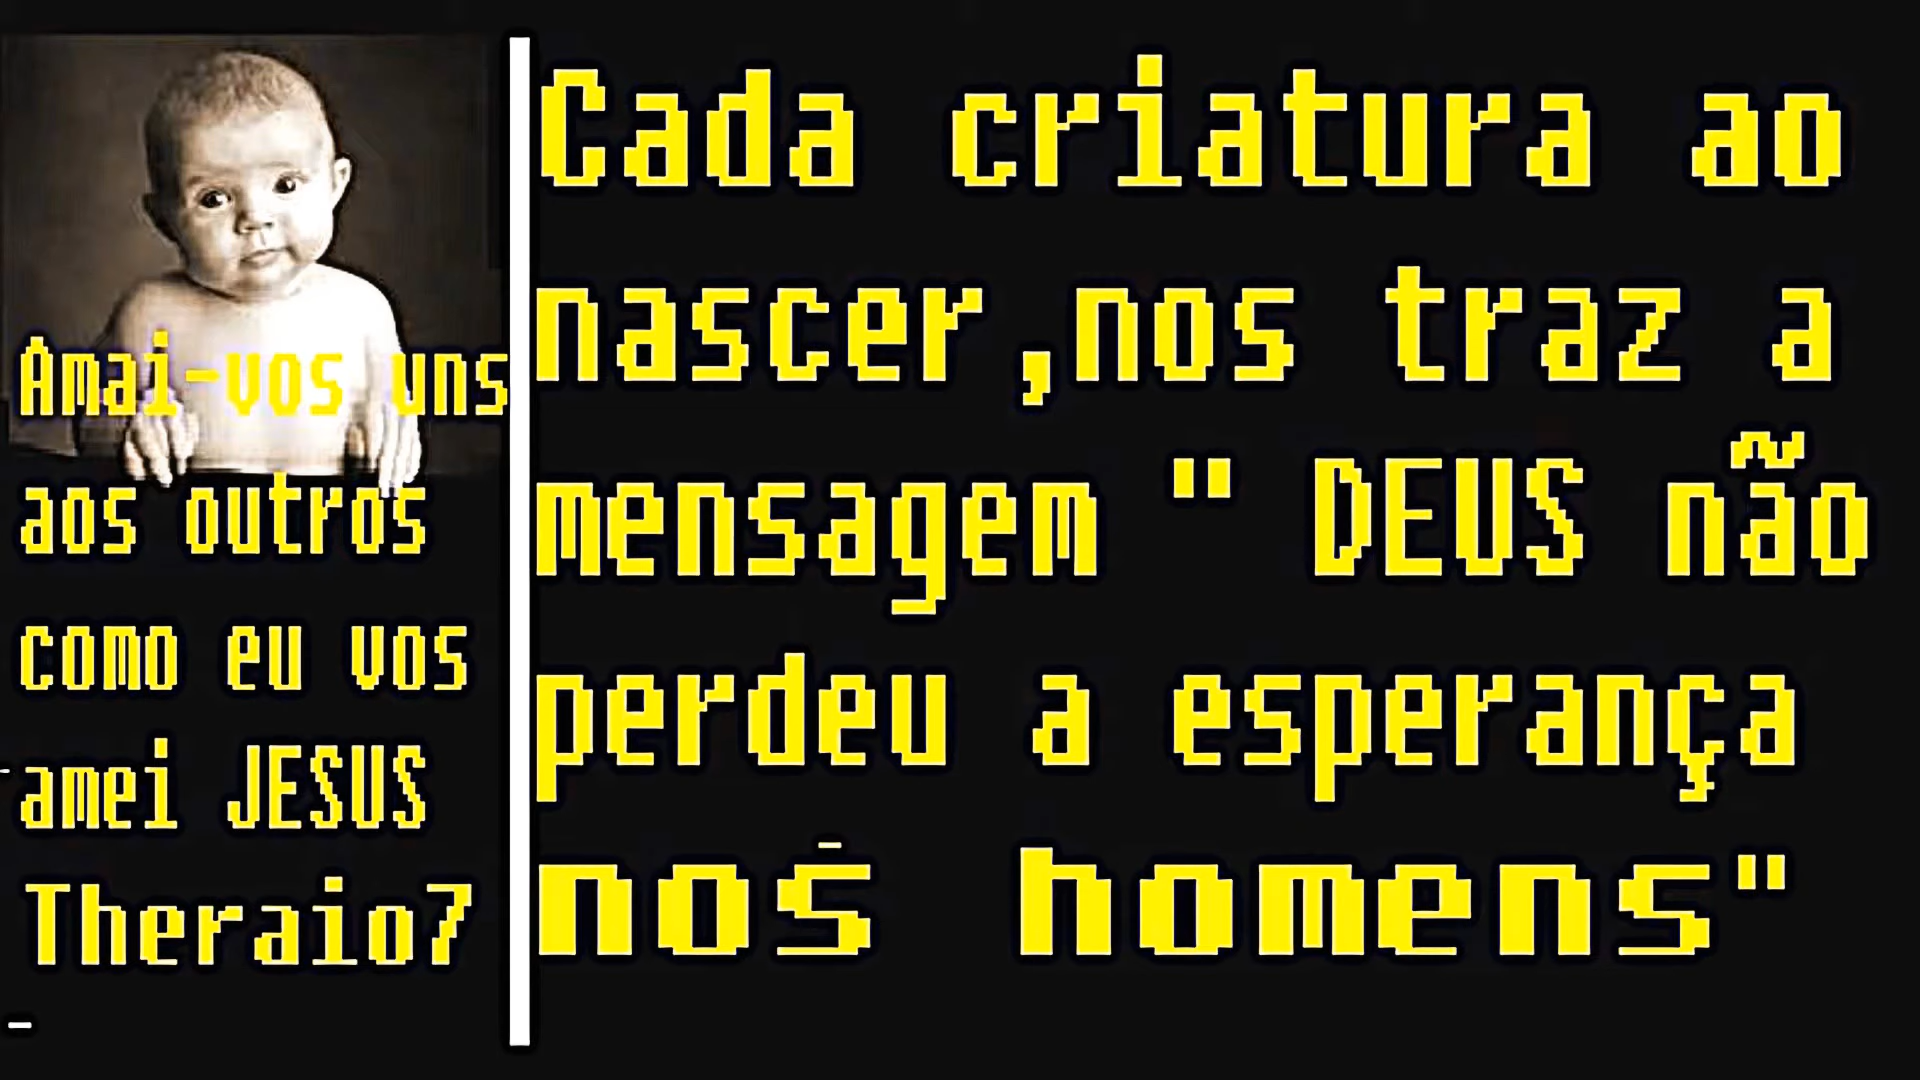 Amai-vos uns
aos outros
como eu vos
amei JESUS
Theraio7
Cada criatura ao
nascer,nos traz a
mensagem " DEUS não
perdeu a esperança
nos homens"